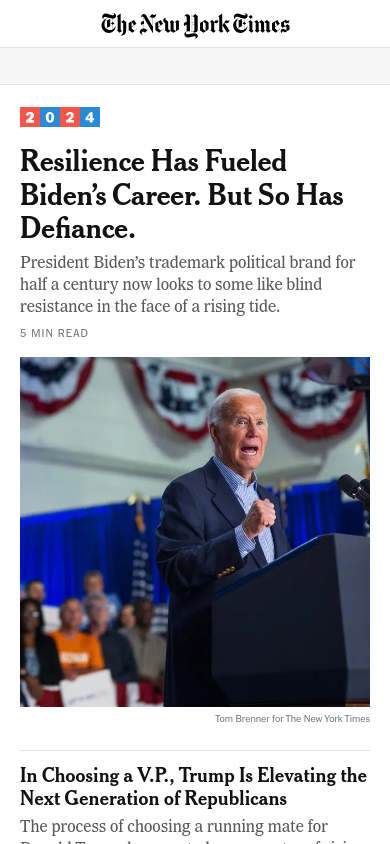 The New York Times
2024
Resilience Has Fueled
Biden’s Career. But So Has
Defiance.
President Biden’s trademark political brand for
half a century now looks to some like blind
resistance in the face of a rising tide.
5 MIN READ
Tom Brenner for The New York Times
In Choosing a V.P., Trump Is Elevating the
Next Generation of Republicans
The process of choosing a running mate for